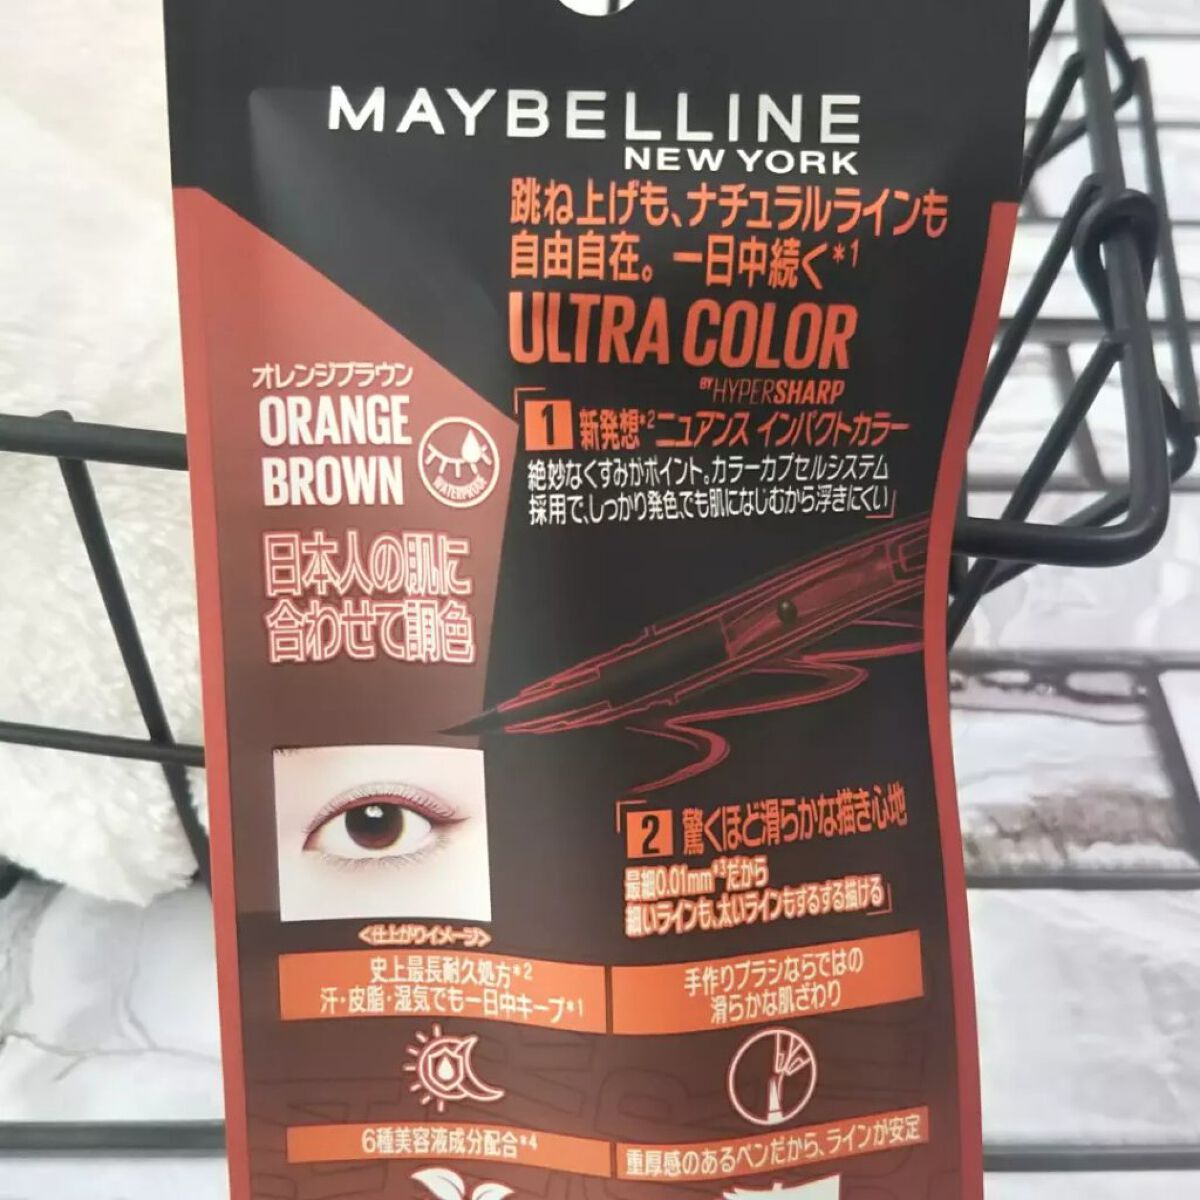 MAYBELLINE
NEW YORK
跳ね上げも、ナチュラルラインも
自由自在。一日中続く*1
ULTRA COLOR
BY HYPERSHARP
オレンジブラウン
ORANGE
BROWN
WATERPROOF
日本人の肌に
合わせて調色
「1 新発想*2ニュアンス インパクトカラー
絶妙なくすみがポイント。カラーカプセルシステム
採用で、しっかり発色、でも肌になじむから浮きにくい」
「2 驚くほど滑らかな描き心地
最細0.01mm*3だから
細いラインも、太いラインもするする描ける」
<仕上がりイメージ>
史上最長耐久処方*2
汗・皮脂・湿気でも一日中キープ*1
手作りブラシならではの
滑らかな肌ざわり
6種美容液成分配合*4
重厚感のあるペンだから、ラインが安定